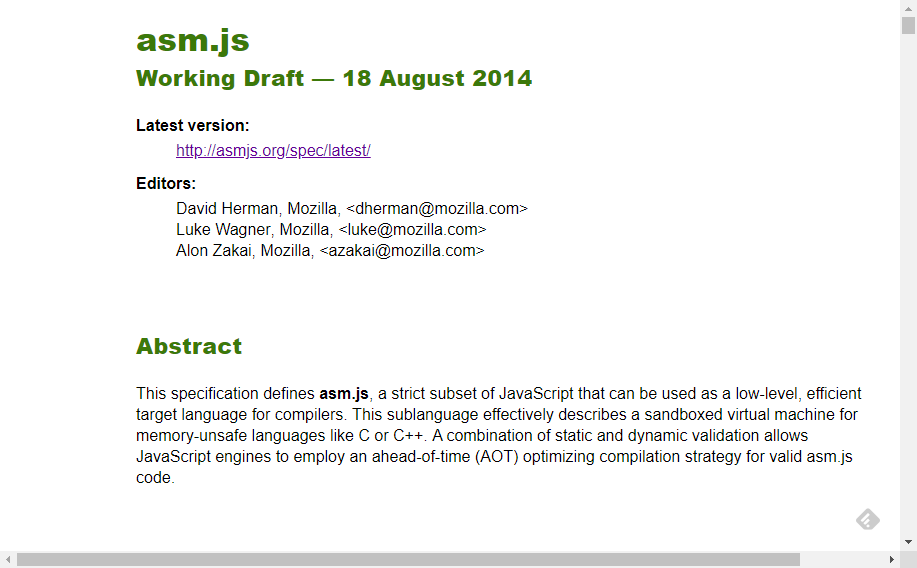 asm.js
Working Draft — 18 August 2014
Latest version:
http://asmjs.org/spec/latest/
Editors:
David Herman, Mozilla, <dherman@mozilla.com>
Luke Wagner, Mozilla, <luke@mozilla.com>
Alon Zakai, Mozilla, <azakai@mozilla.com>
Abstract
This specification defines asm.js, a strict subset of JavaScript that can be used as a low-level, efficient
target language for compilers. This sublanguage effectively describes a sandboxed virtual machine for
memory-unsafe languages like C or C++. A combination of static and dynamic validation allows
JavaScript engines to employ an ahead-of-time (AOT) optimizing compilation strategy for valid asm.js
code.